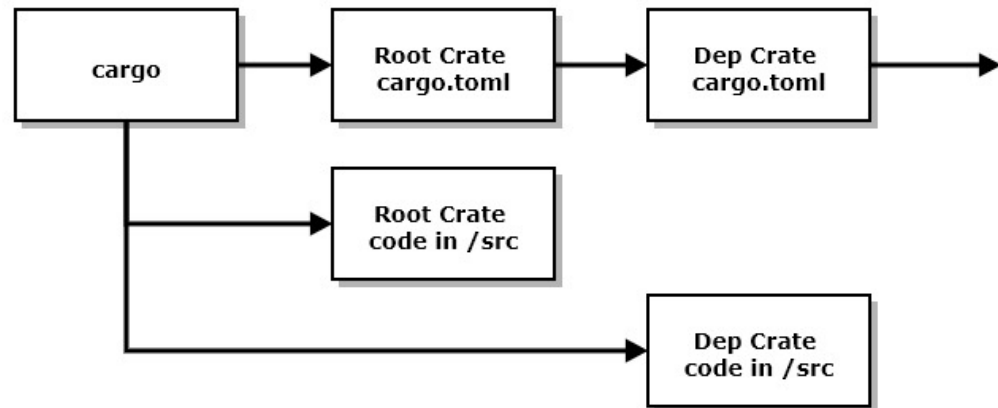 cargo
Root Crate
cargo.toml
Dep Crate
cargo.toml
Root Crate
code in /src
Dep Crate
code in /src